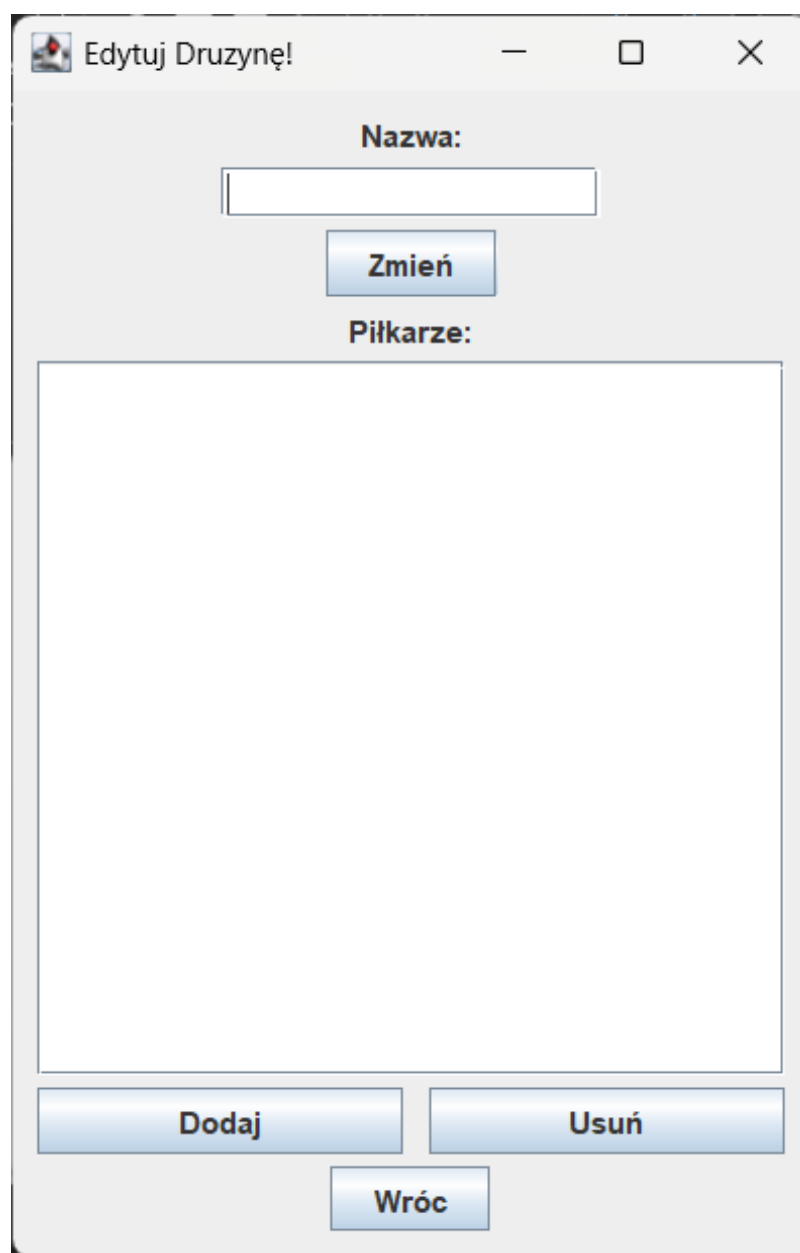 Edytuj Druzynę!
Nazwa:
Zmień
Piłkarze:
Dodaj Usuń
Wróc